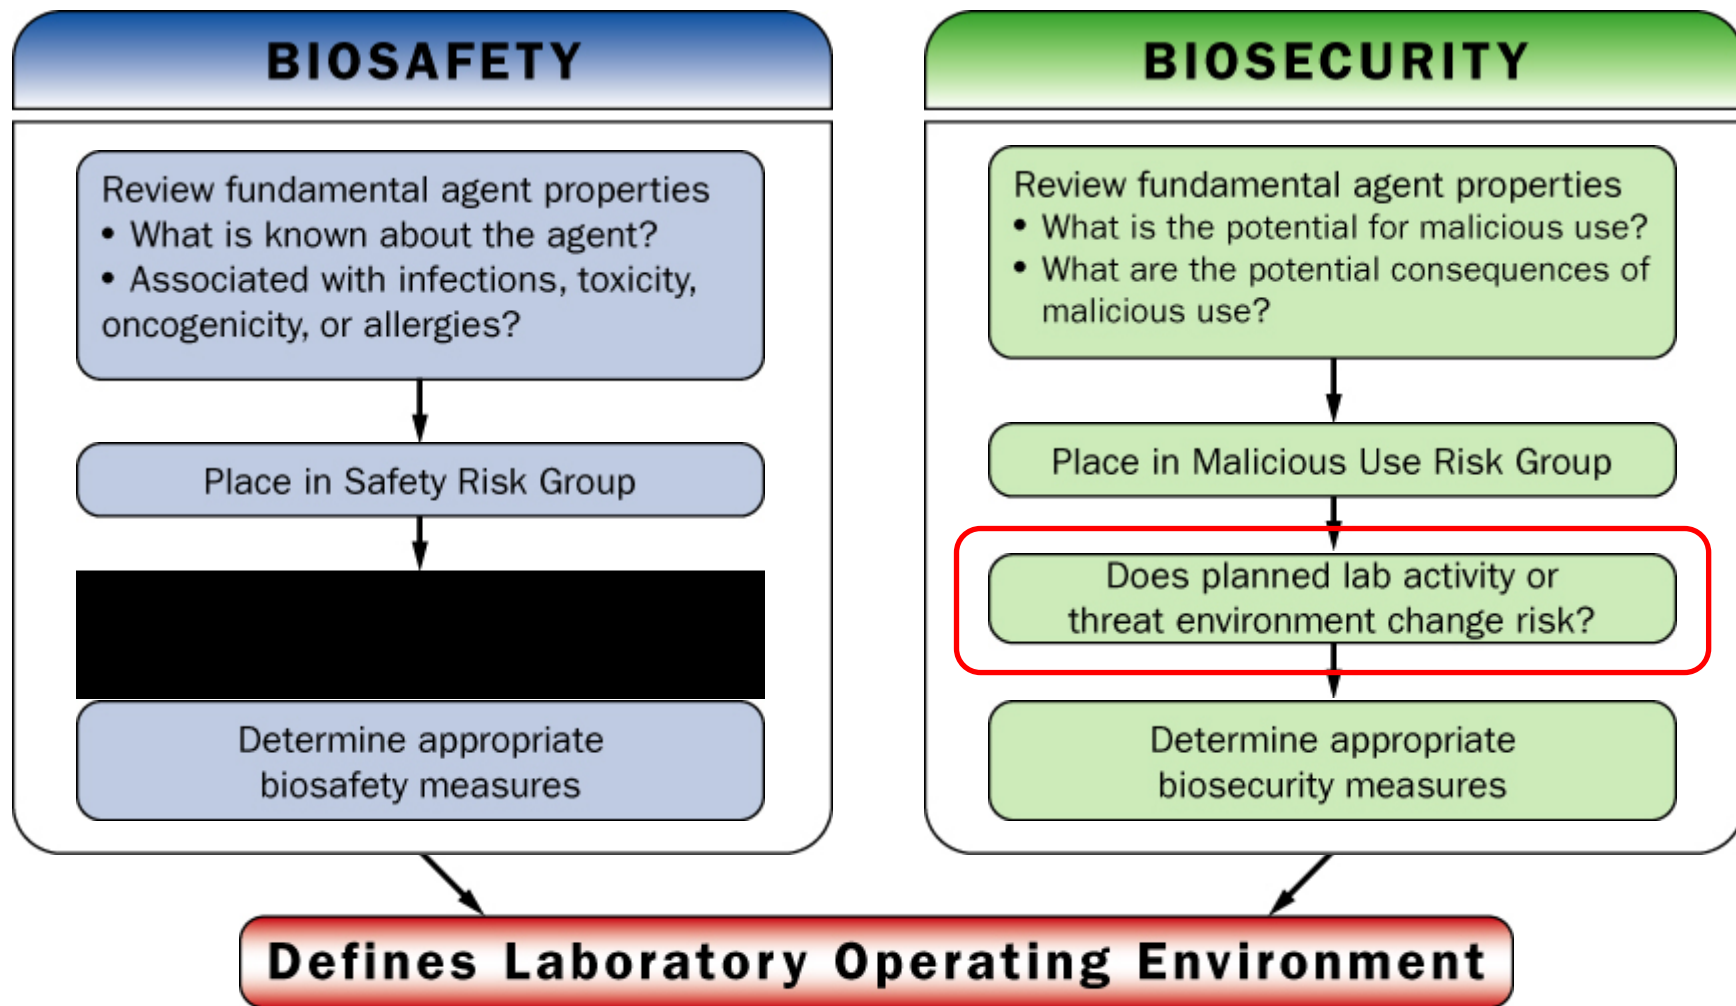 BIOSAFETY
Review fundamental agent properties
• What is known about the agent?
• Associated with infections, toxicity,
oncogenicity, or allergies?
Place in Safety Risk Group
Determine appropriate
biosafety measures
BIOSECURITY
Review fundamental agent properties
• What is the potential for malicious use?
• What are the potential consequences of
malicious use?
Place in Malicious Use Risk Group
Does planned lab activity or
threat environment change risk?
Determine appropriate
biosecurity measures
Defines Laboratory Operating Environment